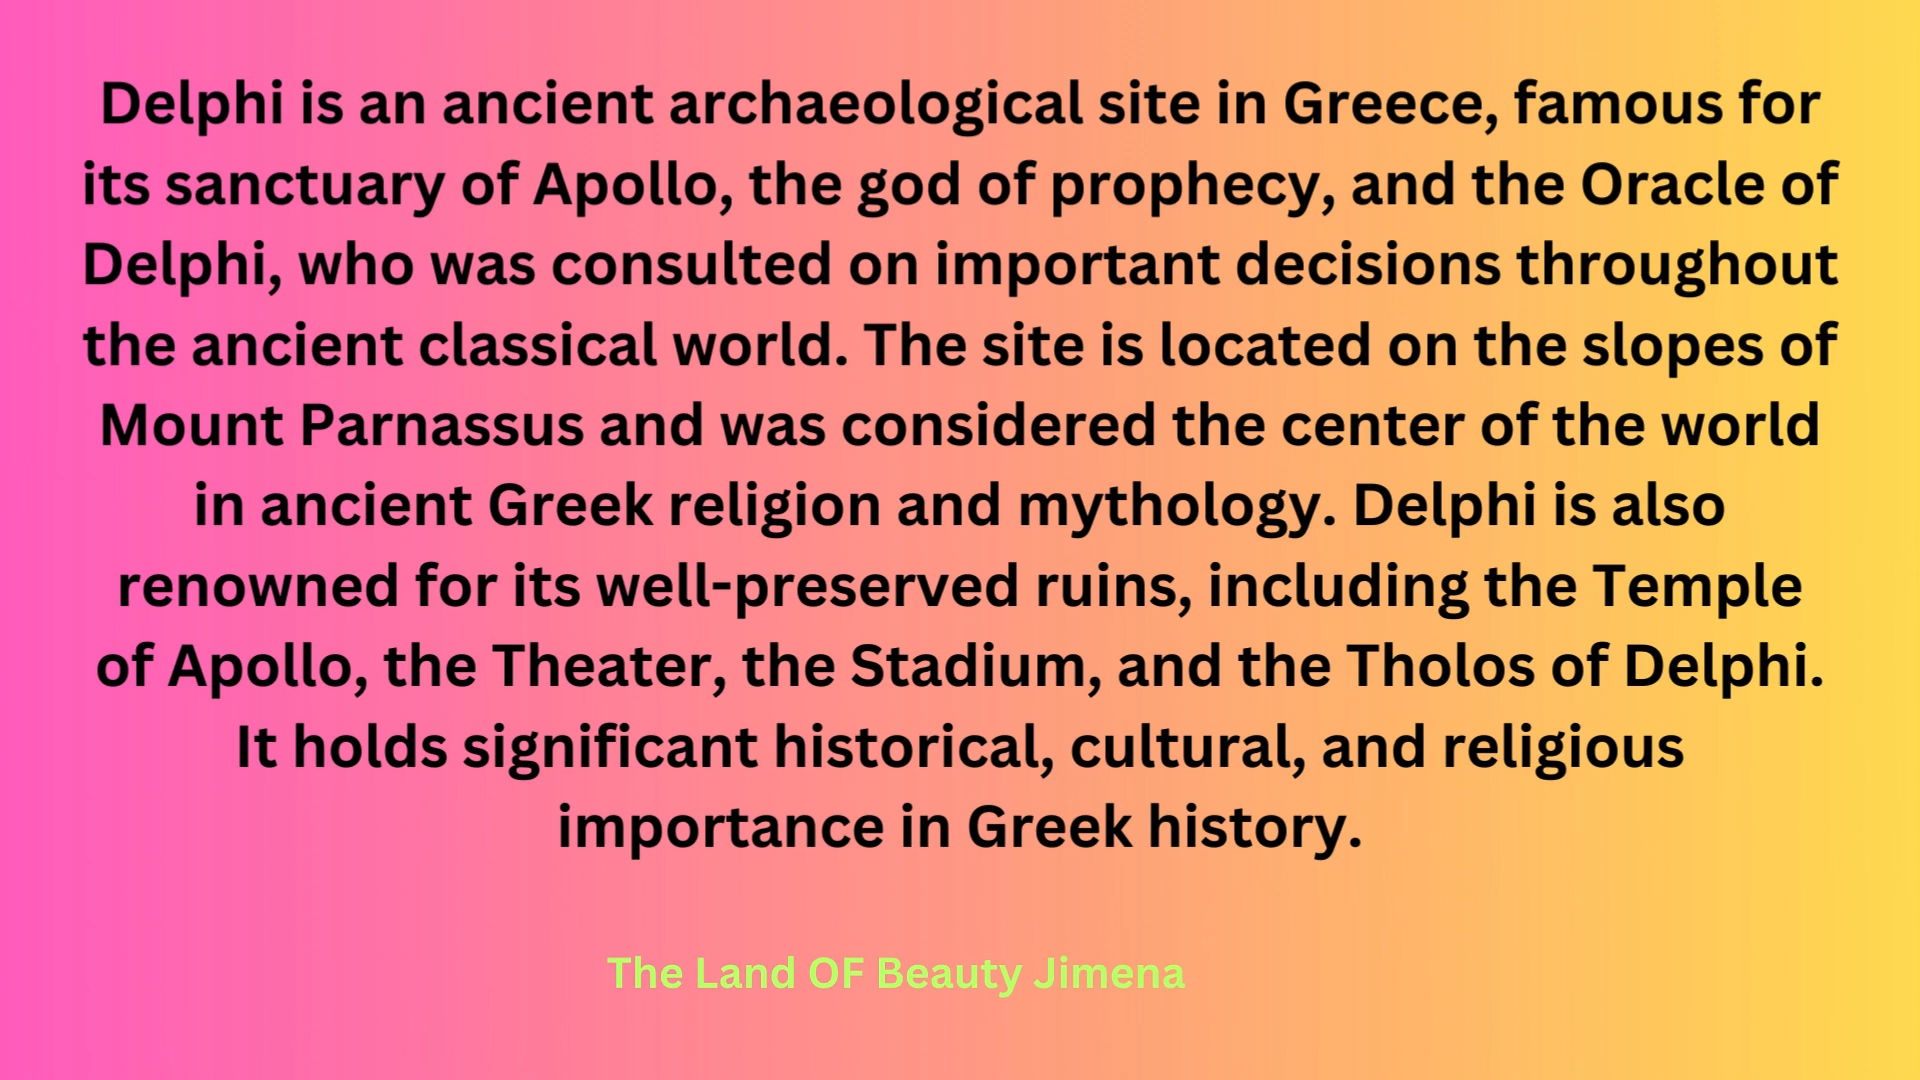 Delphi is an ancient archaeological site in Greece, famous for
its sanctuary of Apollo, the god of prophecy, and the Oracle of
Delphi, who was consulted on important decisions throughout
the ancient classical world. The site is located on the slopes of
Mount Parnassus and was considered the center of the world
in ancient Greek religion and mythology. Delphi is also
renowned for its well-preserved ruins, including the Temple
of Apollo, the Theater, the Stadium, and the Tholos of Delphi.
It holds significant historical, cultural, and religious
importance in Greek history.
The Land OF Beauty Jimena